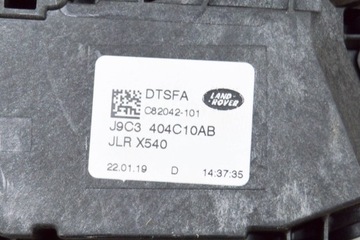 DTSFA
LAND-
ROVER
C82042-101
J9C3 404C10AB
JLR X540
22.01.19 D 14:37:35